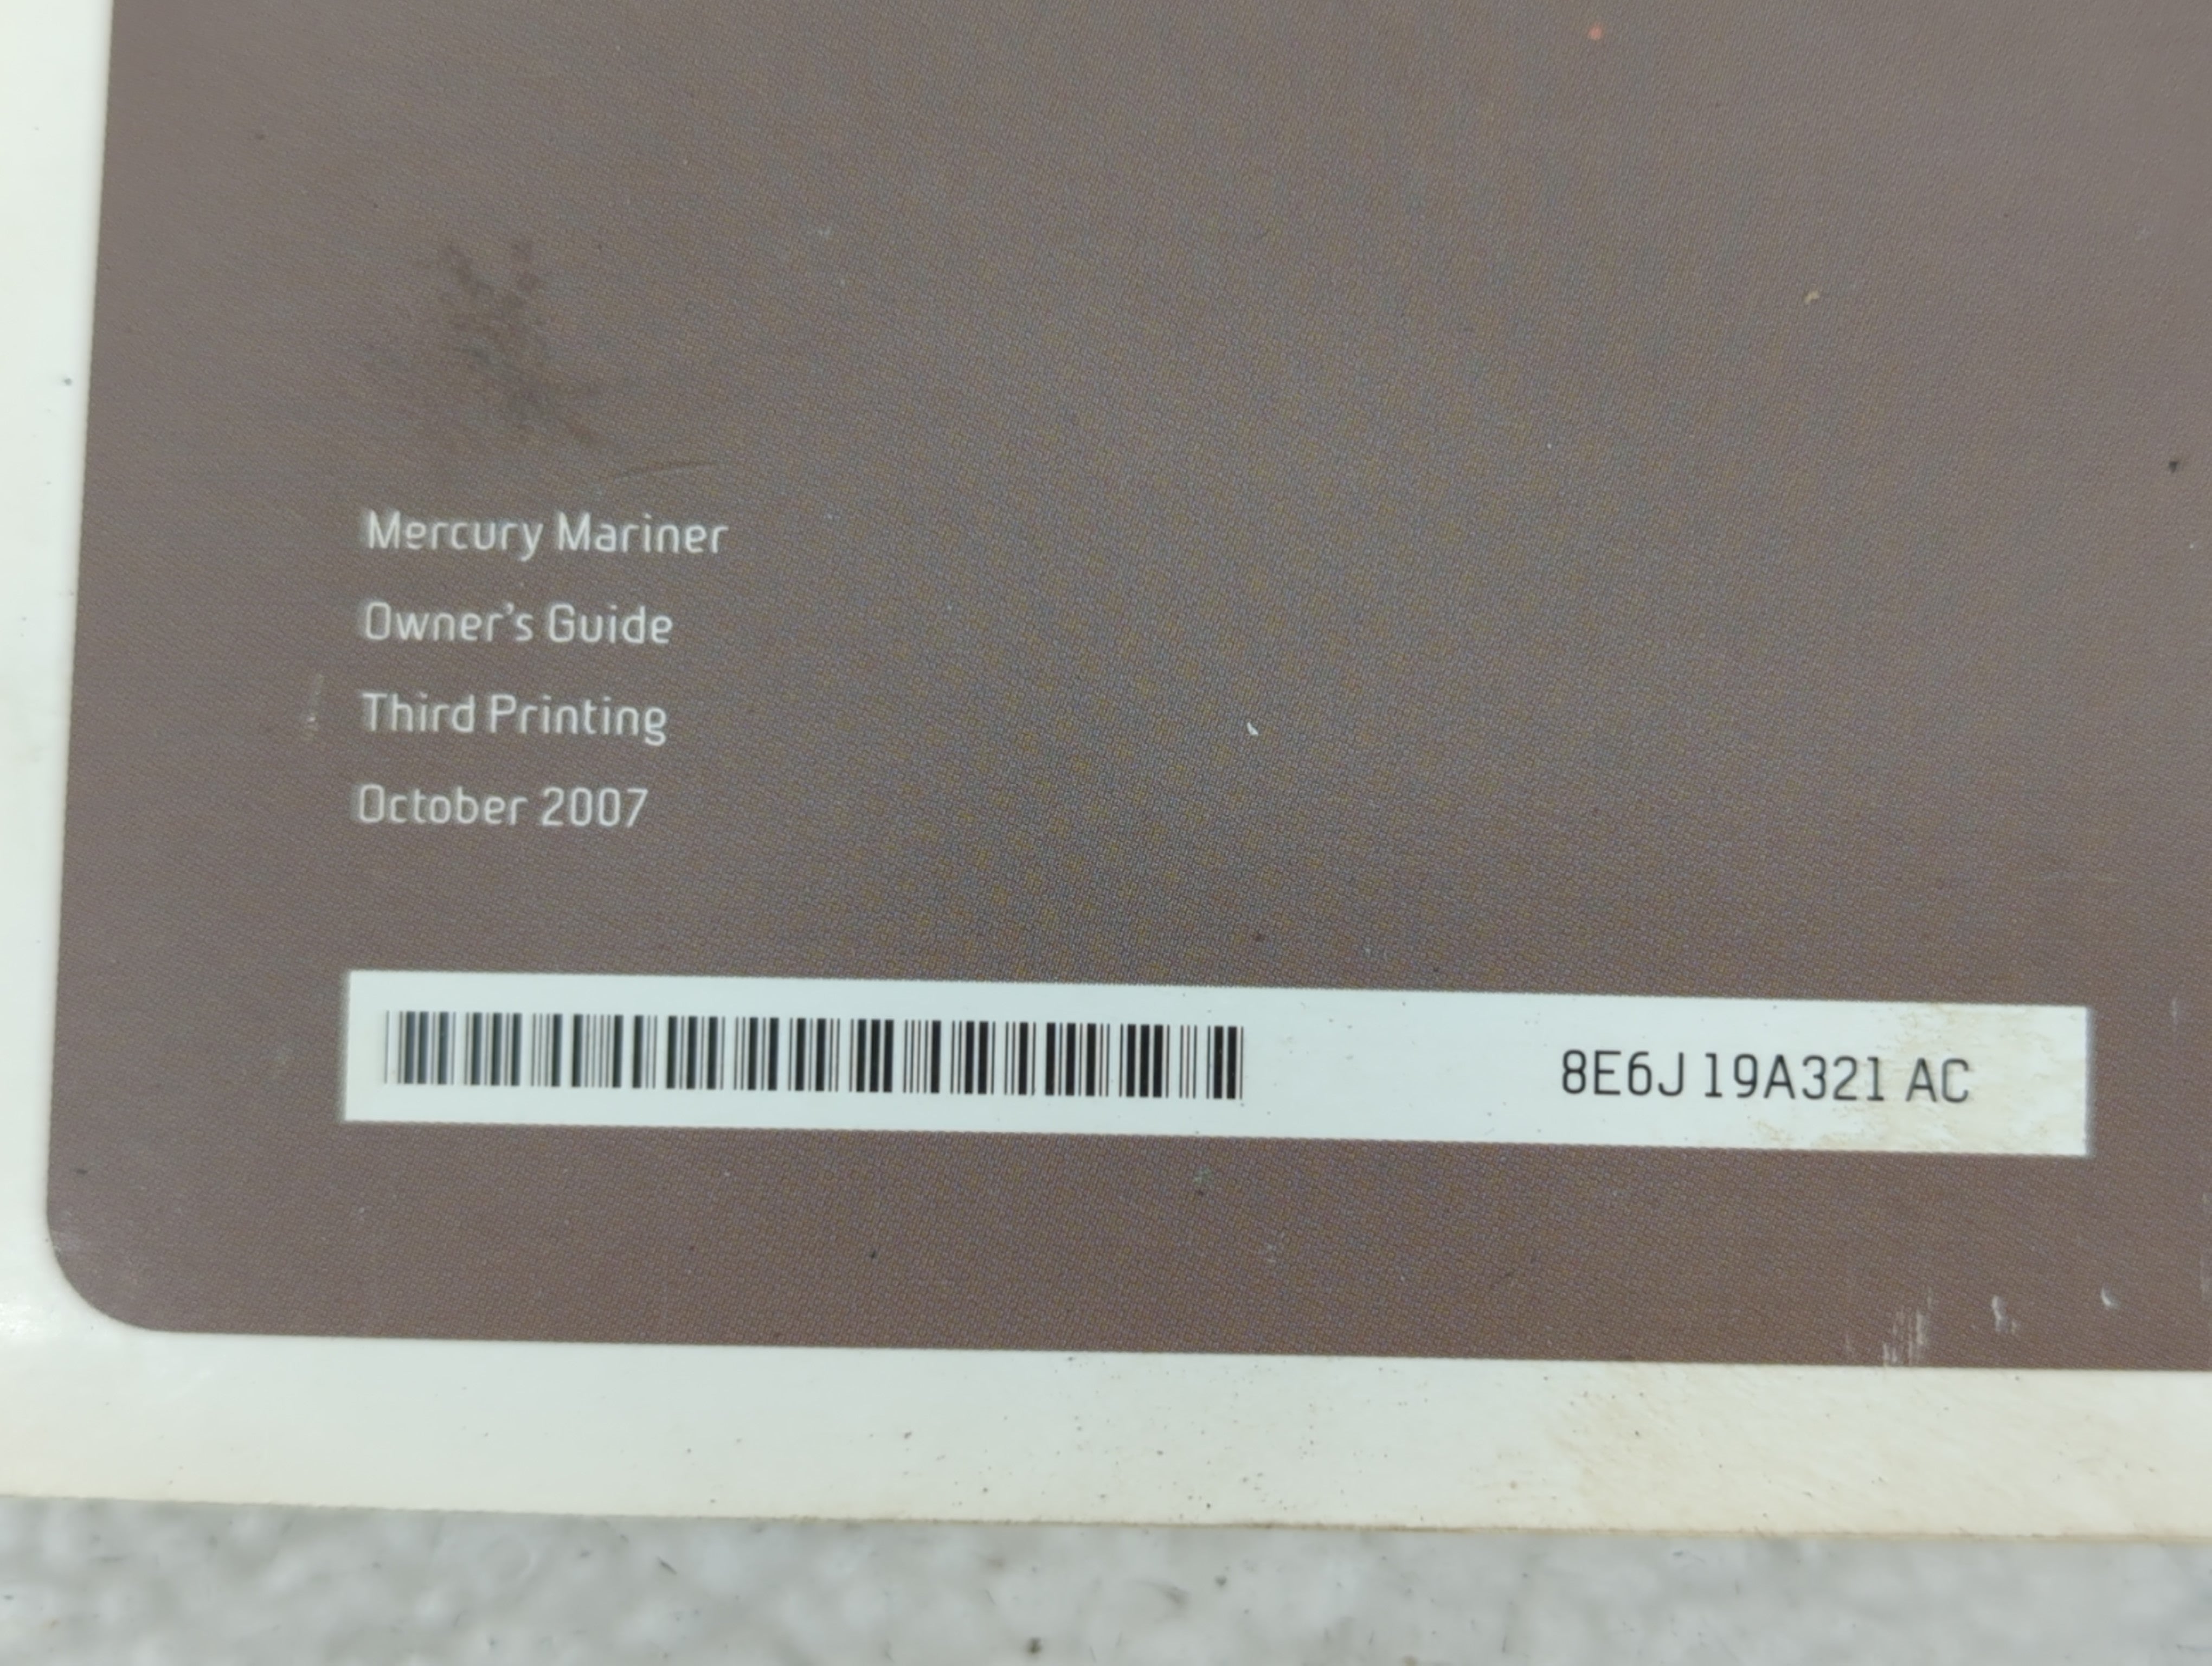 Mercury Mariner
Owner's Guide
Third Printing
October 2007
8E6J 19A321 AC